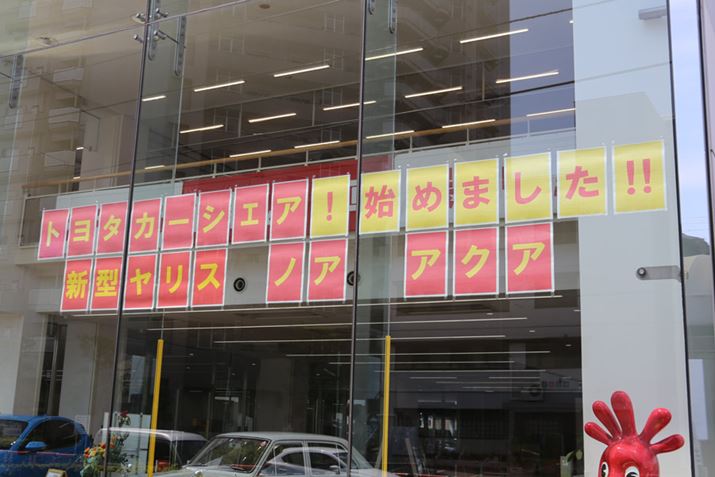 トヨタカーシェア！始めました!!
新型ヤリス ノア アクア